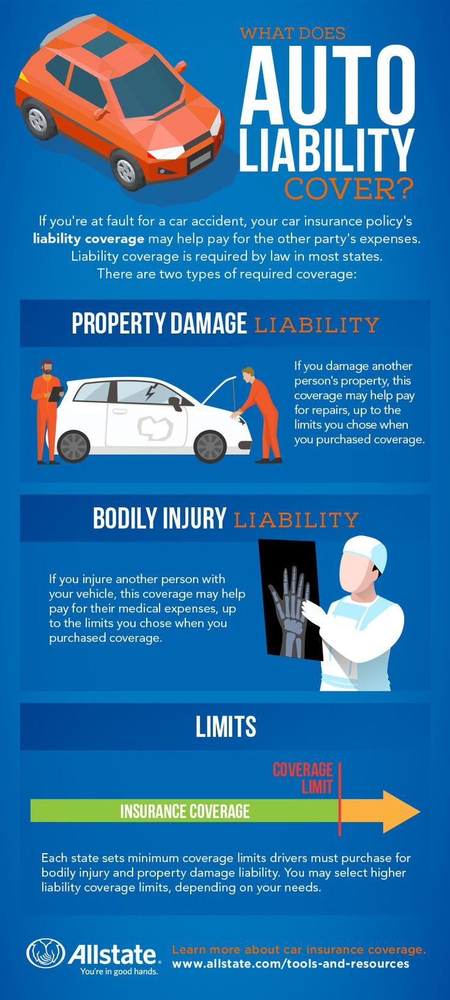 WHAT DOES
AUTO
LIABILITY
COVER?
If you're at fault for a car accident, your car insurance policy's
liability coverage may help pay for the other party's expenses.
Liability coverage is required by law in most states.
There are two types of required coverage:
PROPERTY DAMAGE LIABILITY
If you damage another
person's property, this
coverage may help pay
for repairs, up to the
limits you chose when
you purchased coverage.
BODILY INJURY LIABILITY
If you injure another person with
your vehicle, this coverage may help
pay for their medical expenses, up
to the limits you chose when you
purchased coverage.
LIMITS
COVERAGE
LIMIT
INSURANCE COVERAGE
Each state sets minimum coverage limits drivers must purchase for
bodily injury and property damage liability. You may select higher
liability coverage limits, depending on your needs.
Allstate®
You're in good hands.
Learn more about car insurance coverage.
www.allstate.com/tools-and-resources